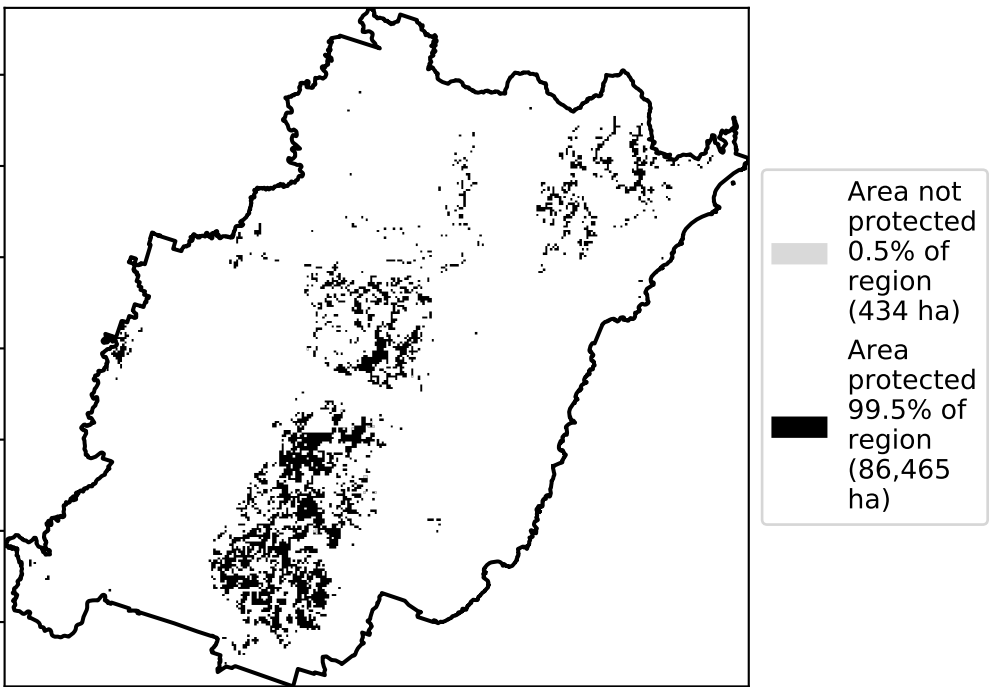 Area not
protected
0.5% of
region
(434 ha)
Area
protected
99.5% of
region
(86,465
ha)